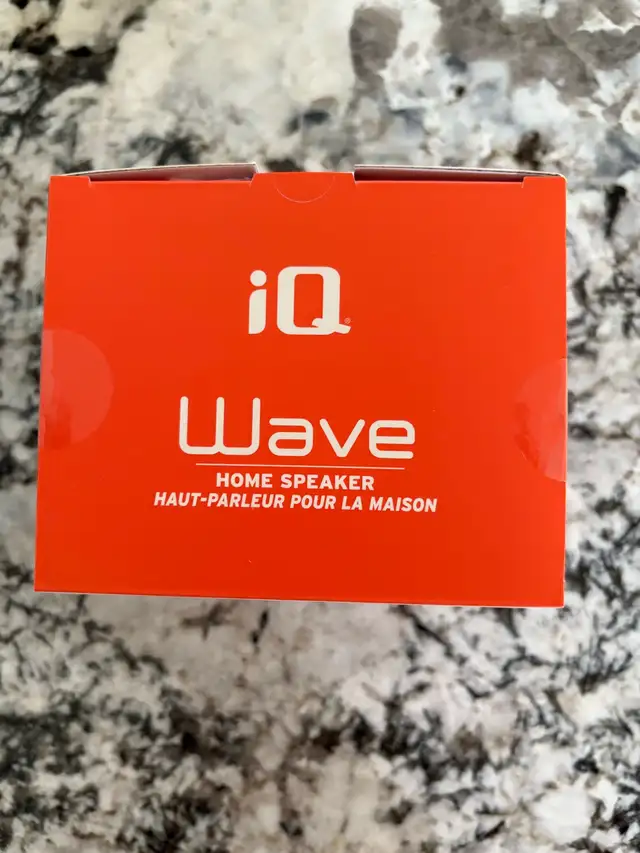 iQ®
Wave
HOME SPEAKER
HAUT-PARLEUR POUR LA MAISON